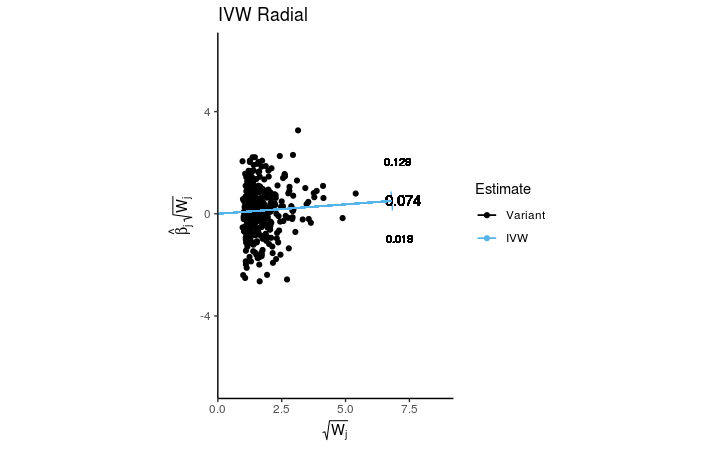 IVW Radial
4
0
-4
β̂ⱼ√Wⱼ
0.129
0.074
0.019
0.0 2.5 5.0 7.5
√Wⱼ
Estimate
Variant
IVW